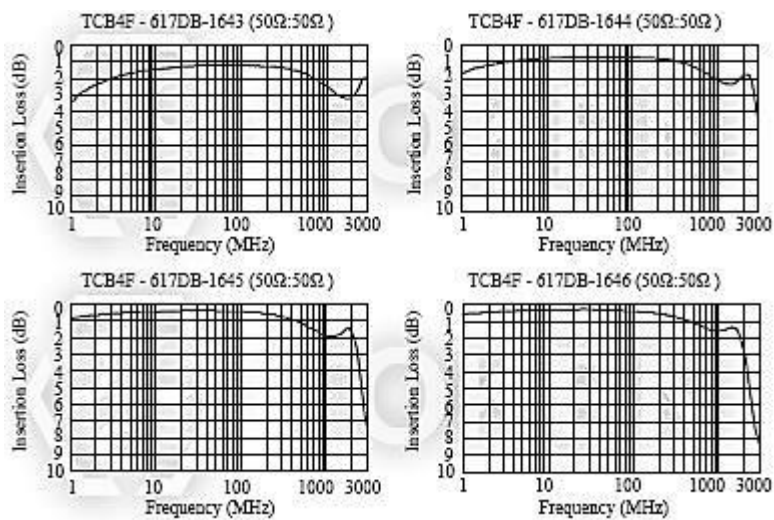 TCB4F - 617DB-1643 (50Ω:50Ω )
Insertion Loss (dB)
0
1
2
3
4
5
6
7
8
9
10
1 10 100 1000 3000
Frequency (MHz)
TCB4F - 617DB-1644 (50Ω:50Ω )
Insertion Loss (dB)
0
1
2
3
4
5
6
7
8
9
10
1 10 100 1000 3000
Frequency (MHz)
TCB4F - 617DB-1645 (50Ω:50Ω )
Insertion Loss (dB)
0
1
2
3
4
5
6
7
8
9
10
1 10 100 1000 3000
Frequency (MHz)
TCB4F - 617DB-1646 (50Ω:50Ω )
Insertion Loss (dB)
0
1
2
3
4
5
6
7
8
9
10
1 10 100 1000 3000
Frequency (MHz)